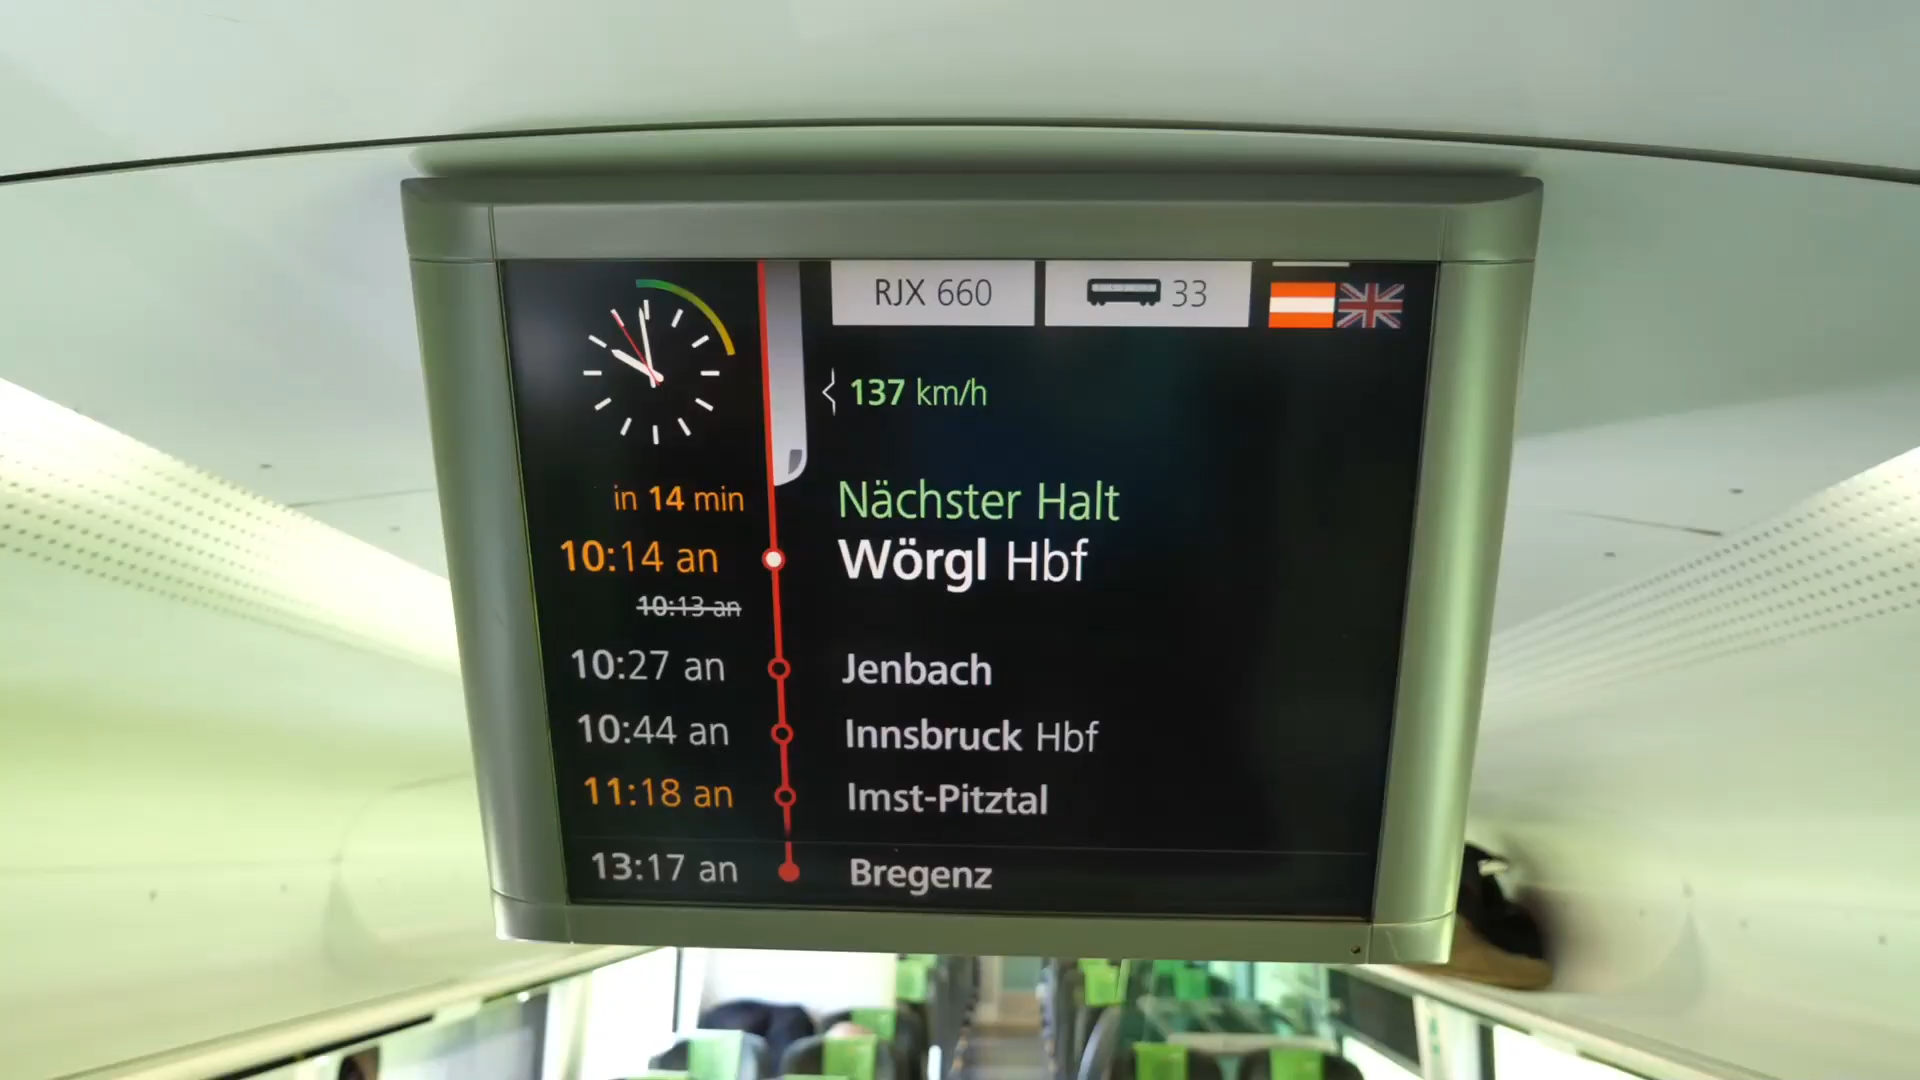 RJX 660
33
137 km/h
in 14 min
Nächster Halt
10:14 an
Wörgl Hbf
10:13 an
10:27 an
Jenbach
10:44 an
Innsbruck Hbf
11:18 an
Imst-Pitztal
13:17 an
Bregenz